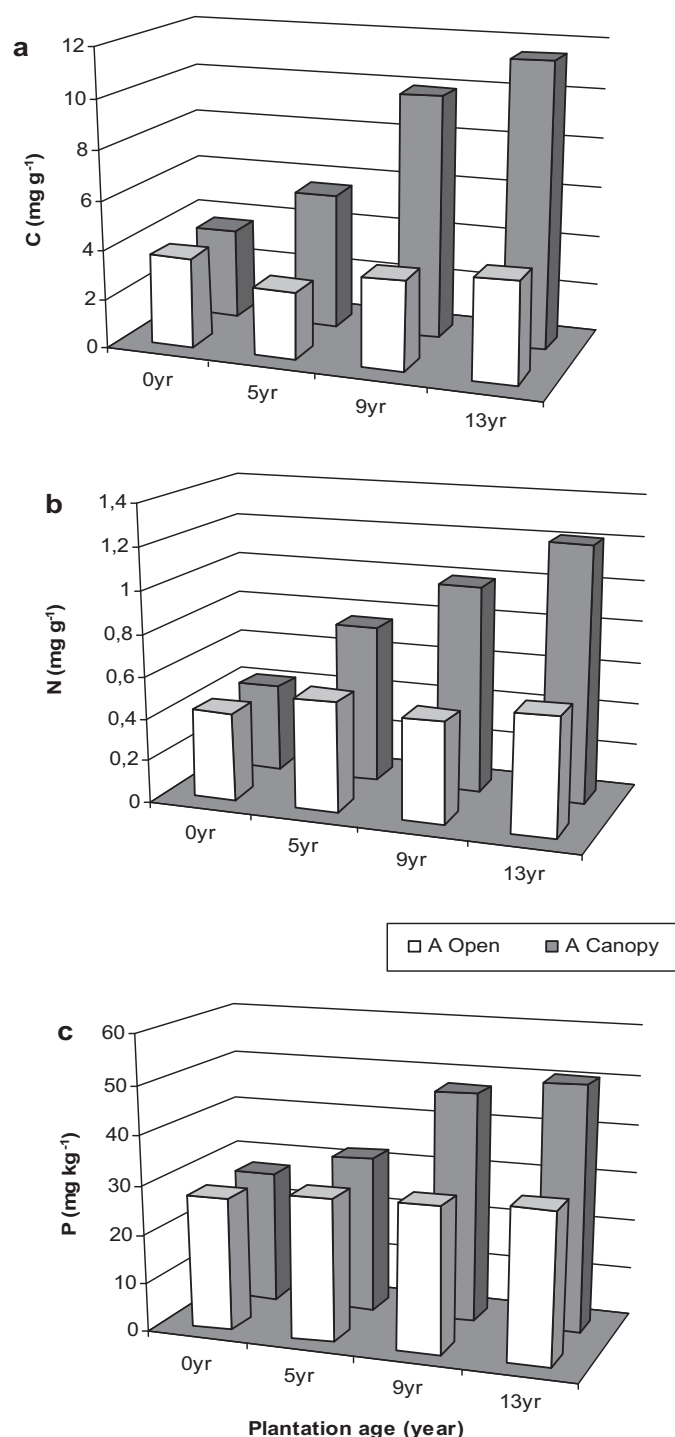 a
12
10
8
6
4
2
0
C (mg g⁻¹)
0yr
5yr
9yr
13yr
b
1,4
1,2
1
0,8
0,6
0,4
0,2
0
N (mg g⁻¹)
0yr
5yr
9yr
13yr
A Open A Canopy
c
60
50
40
30
20
10
0
P (mg kg⁻¹)
0yr
5yr
9yr
13yr
Plantation age (year)